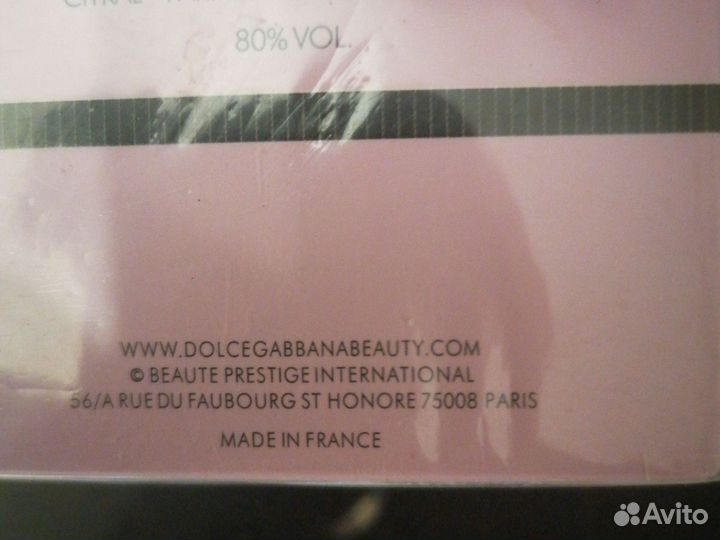 80% VOL.
WWW.DOLCEGABBANABEAUTY.COM
© BEAUTE PRESTIGE INTERNATIONAL
56/A RUE DU FAUBOURG ST HONORE 75008 PARIS
MADE IN FRANCE
Avito